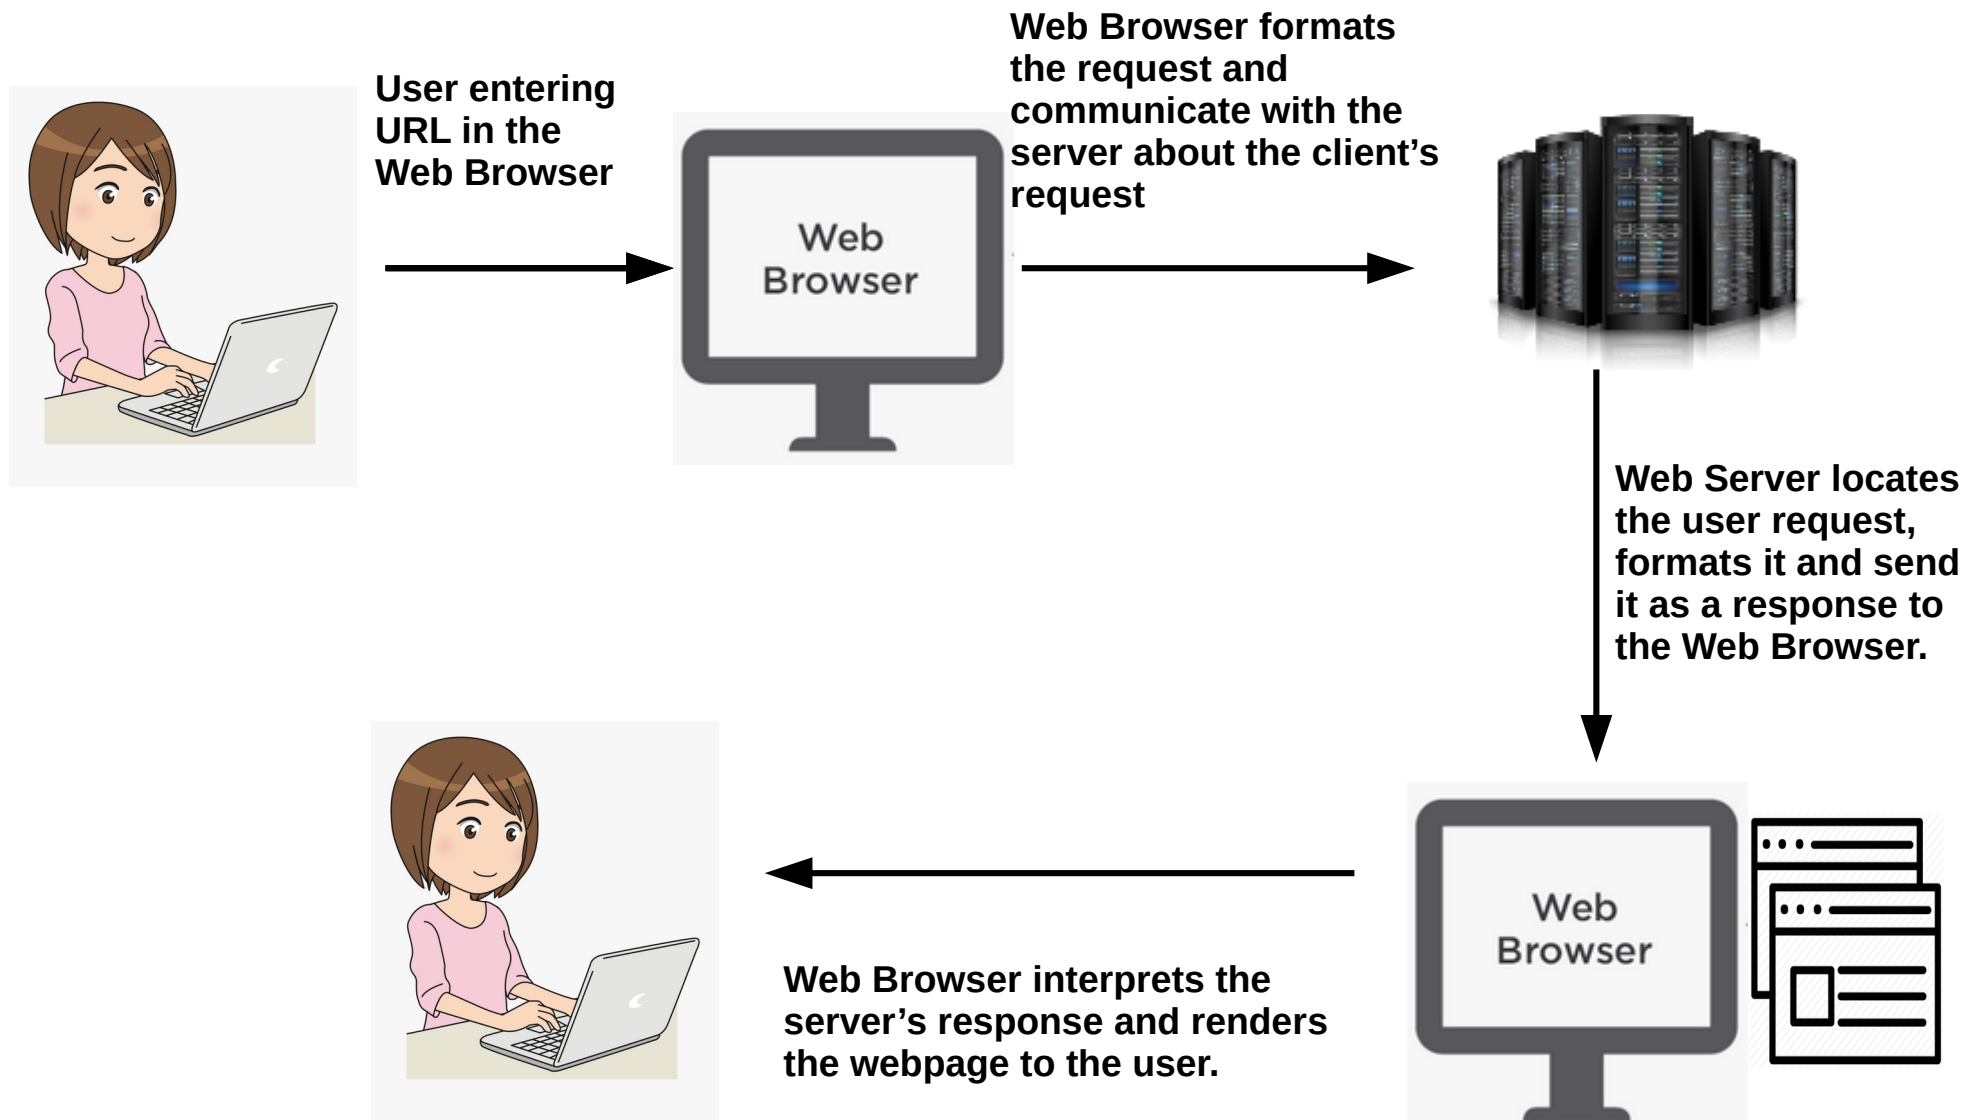 User entering
URL in the
Web Browser
Web Browser formats
the request and
communicate with the
server about the client’s
request
Web
Browser
Web Server locates
the user request,
formats it and send
it as a response to
the Web Browser.
Web
Browser
Web Browser interprets the
server’s response and renders
the webpage to the user.